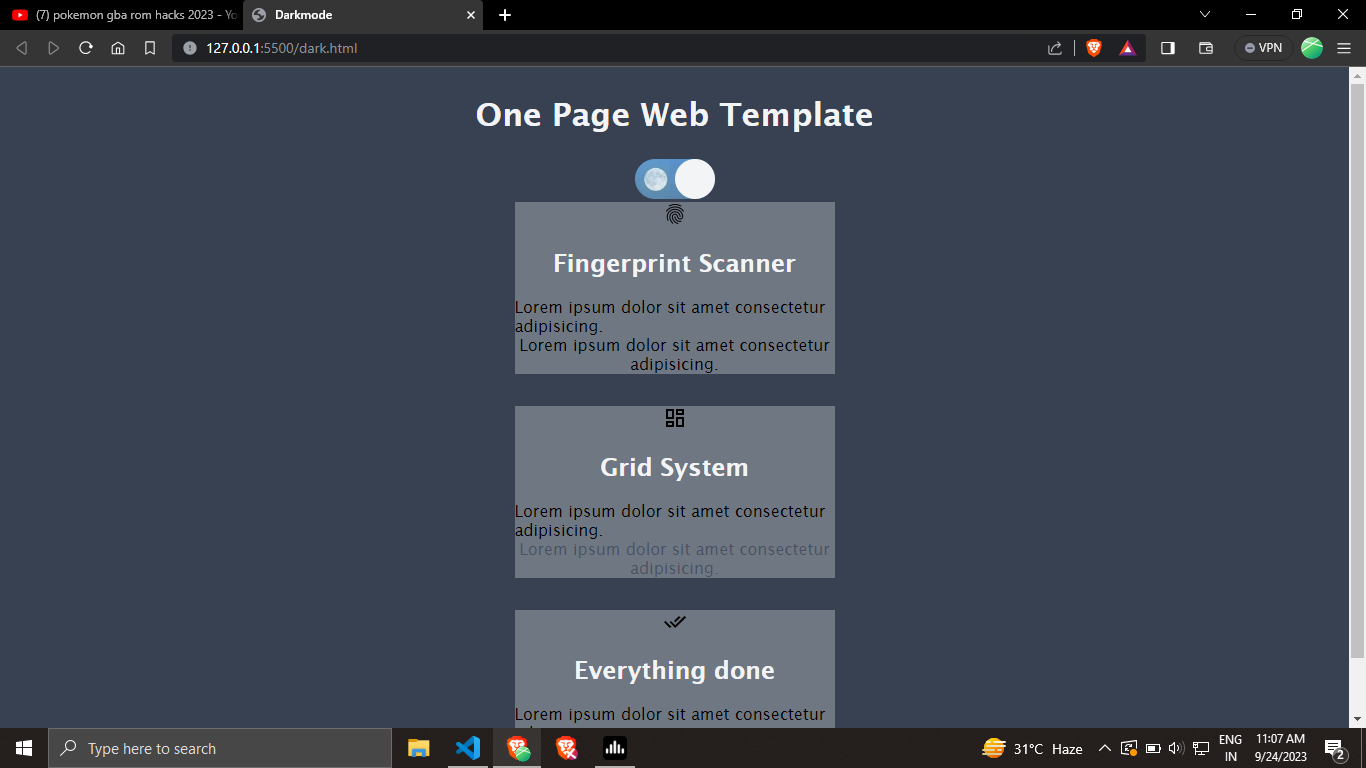 (7) pokemon gba rom hacks 2023 - Yo
Darkmode
127.0.0.1:5500/dark.html
VPN
One Page Web Template
Fingerprint Scanner
Lorem ipsum dolor sit amet consectetur
adipisicing.
Lorem ipsum dolor sit amet consectetur
adipisicing.
Grid System
Lorem ipsum dolor sit amet consectetur
adipisicing.
Lorem ipsum dolor sit amet consectetur
adipisicing.
Everything done
Lorem ipsum dolor sit amet consectetur
Type here to search
31°C Haze
ENG
IN
11:07 AM
9/24/2023
2